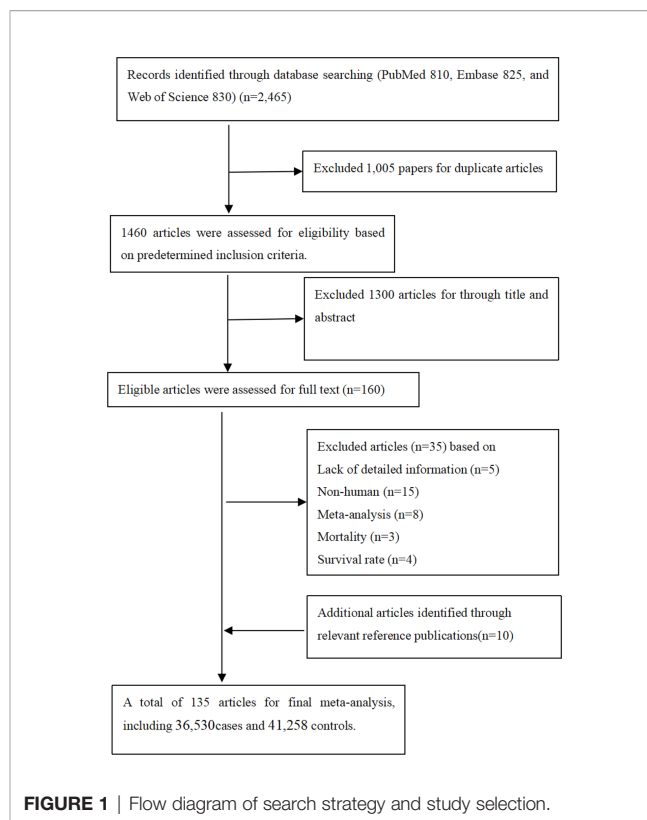 Records identified through database searching (PubMed 810, Embase 825, and
Web of Science 830) (n=2,465)
Excluded 1,005 papers for duplicate articles
1460 articles were assessed for eligibility based
on predetermined inclusion criteria.
Excluded 1300 articles for through title and
abstract
Eligible articles were assessed for full text (n=160)
Excluded articles (n=35) based on
Lack of detailed information (n=5)
Non-human (n=15)
Meta-analysis (n=8)
Mortality (n=3)
Survival rate (n=4)
Additional articles identified through
relevant reference publications(n=10)
A total of 135 articles for final meta-analysis,
including 36,530cases and 41,258 controls.
FIGURE 1 | Flow diagram of search strategy and study selection.